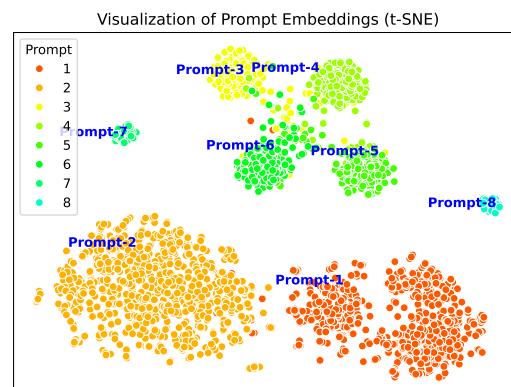 Visualization of Prompt Embeddings (t-SNE)
Prompt
1
2
3
4
5
6
7
8
Prompt-3
Prompt-4
Prompt-7
Prompt-6
Prompt-5
Prompt-8
Prompt-2
Prompt-1